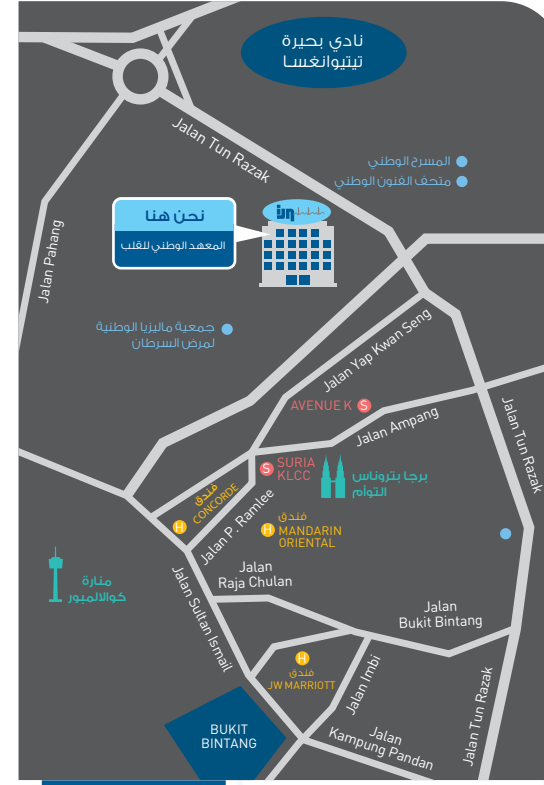 نادي بحيرة
تيتيوانغسا
Jalan Tun Razak
المسرح الوطني
متحف الفنون الوطني
نحن هنا
المعهد الوطني للقلب
ijn
Jalan Pahang
جمعية ماليزيا الوطنية
لمرض السرطان
Jalan Yap Kwan Seng
AVENUE K S
Jalan Ampang
Jalan Tun Razak
S SURIA
KLCC
برجا بتروناس
التوأم
فندق
CONCORDE
H
Jalan P. Ramlee
فندق
H MANDARIN
ORIENTAL
منارة
كوالالمبور
Jalan
Raja Chulan
Jalan Sultan Ismail
Jalan
Bukit Bintang
H
فندق
JW MARRIOTT
Jalan Imbi
Jalan Tun Razak
BUKIT
BINTANG
Jalan
Kampung Pandan